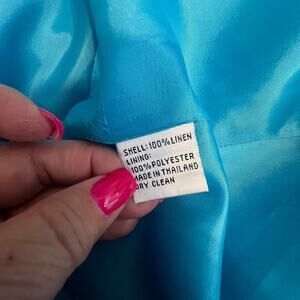 SHELL: 100% LINEN
LINING:
100% POLYESTER
MADE IN THAILAND
DRY CLEAN